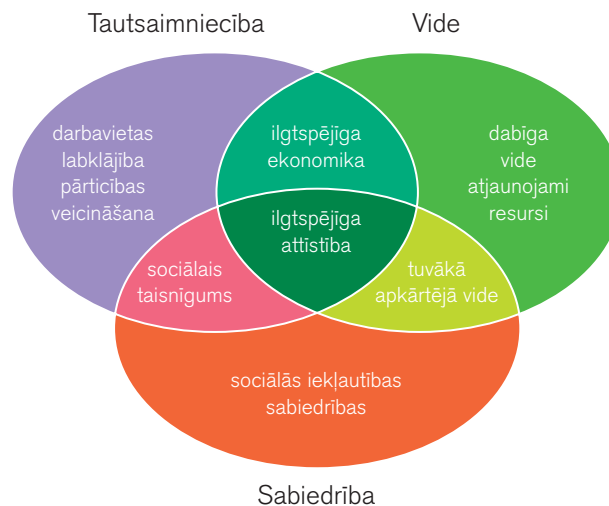 Tautsaimniecība
Vide
darbavietas
labklājība
pārticības
veicināšana
ilgtspējīga
ekonomika
dabīga
vide
atjaunojami
resursi
ilgtspējīga
attīstība
sociālais
taisnīgums
tuvākā
apkārtējā vide
sociālās iekļautības
sabiedrības
Sabiedrība